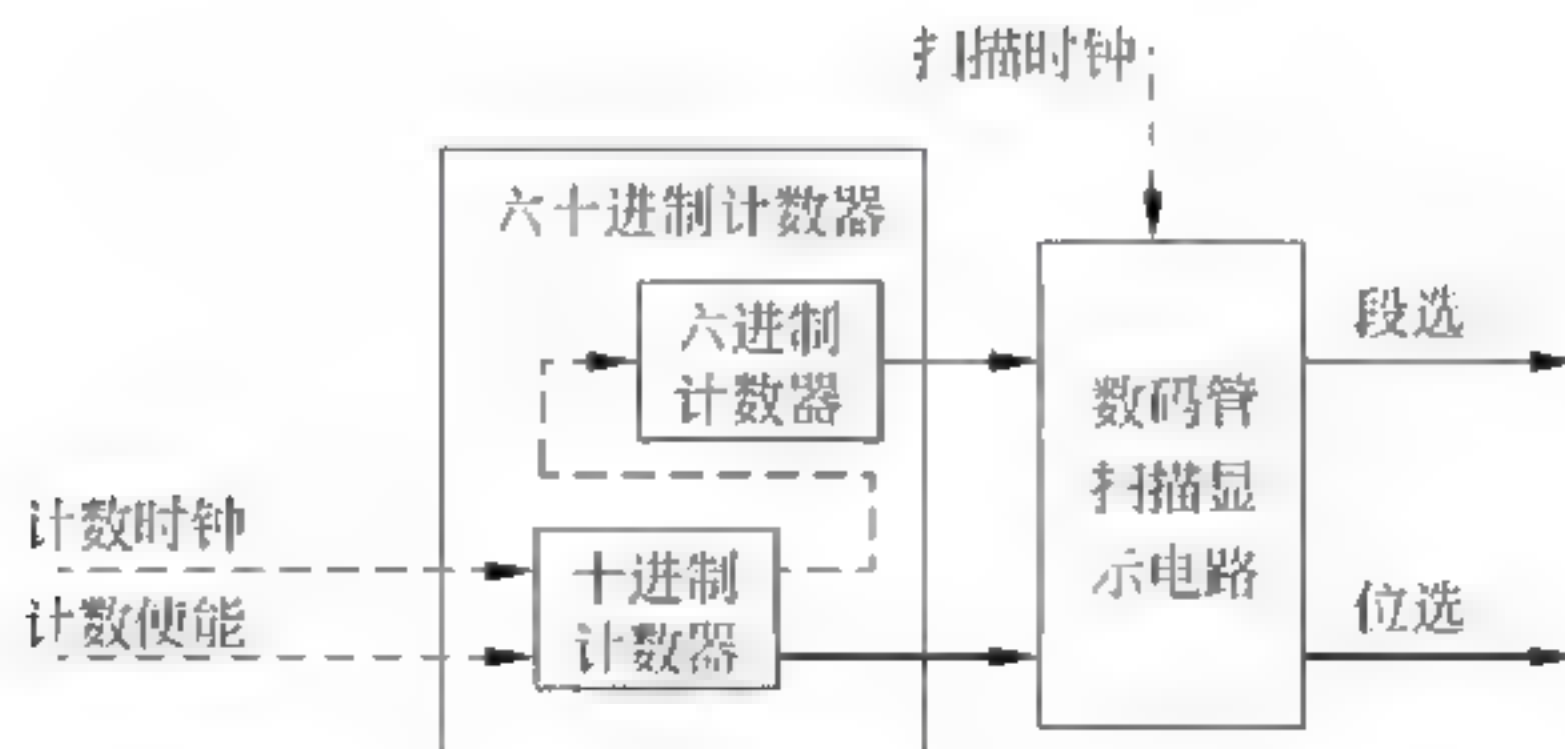 扫描时钟
六十进制计数器
六进制
计数器
段选
数码管
扫描显
示电路
计数时钟
计数使能
十进制
计数器
位选